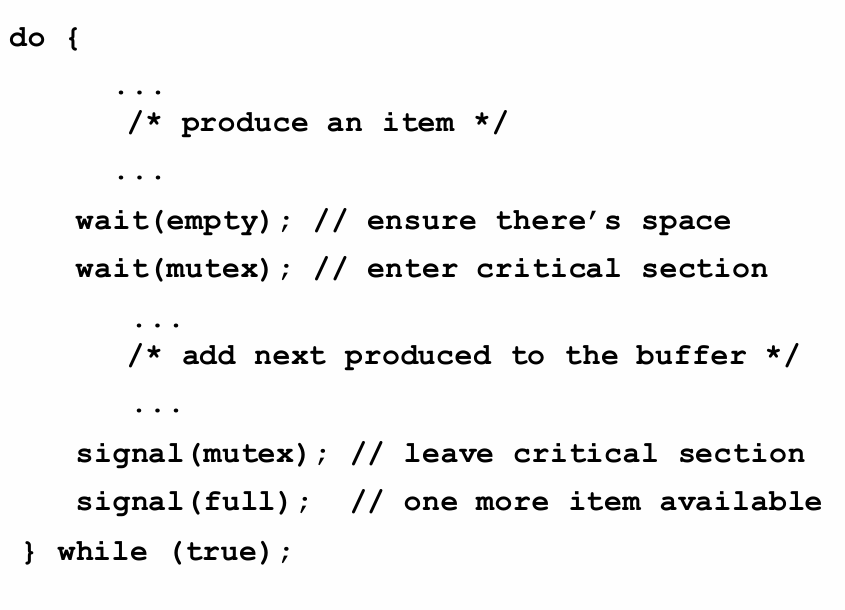 do {
...
/* produce an item */
...
wait(empty); // ensure there’s space
wait(mutex); // enter critical section
...
/* add next produced to the buffer */
...
signal(mutex); // leave critical section
signal(full); // one more item available
} while (true);